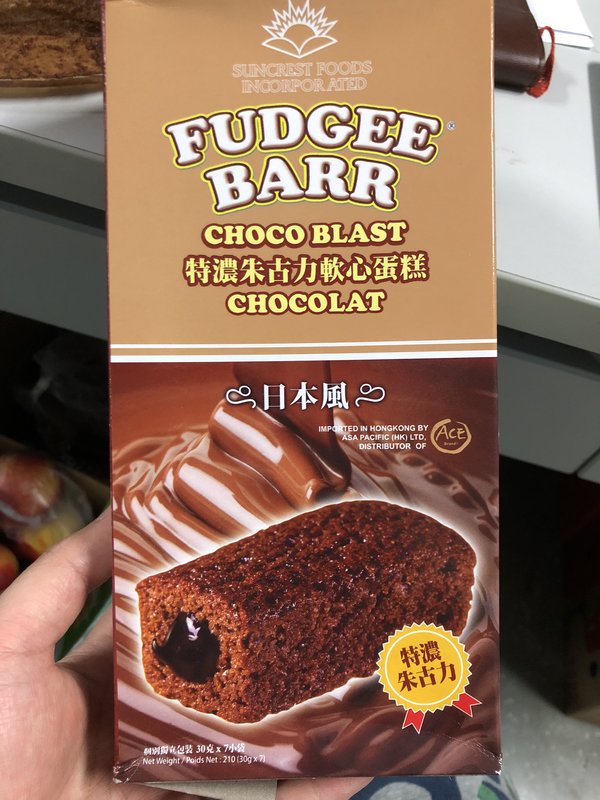 SUNCREST FOODS
INCORPORATED
FUDGEE®
BARR
CHOCO BLAST
特濃朱古力軟心蛋糕
CHOCOLAT
日本風
IMPORTED IN HONGKONG BY
ASA PACIFIC (HK) LTD,
DISTRIBUTOR OF
ACE
Brand!
特濃
朱古力
個別獨立包裝 30克 x 7小袋
Net Weight / Poids Net : 210 (30g x 7)